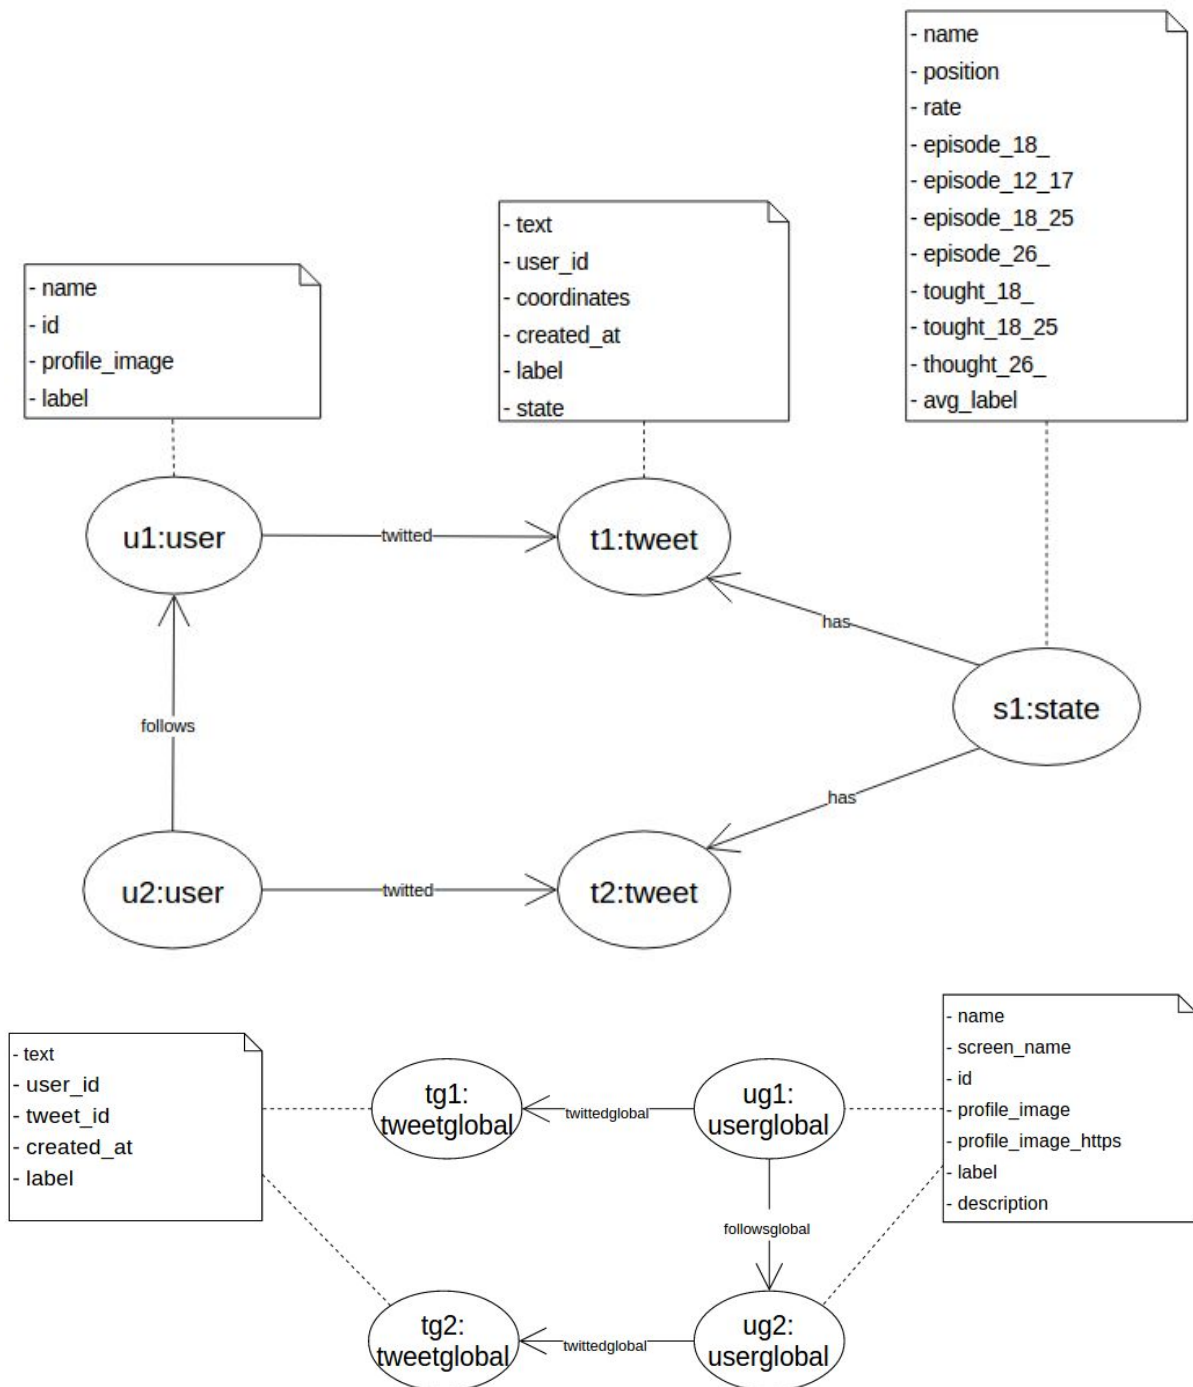 - name
- position
- rate
- episode_18_
- episode_12_17
- episode_18_25
- episode_26_
- tought_18_
- tought_18_25
- thought_26_
- avg_label
- text
- user_id
- coordinates
- created_at
- label
- state
- name
- id
- profile_image
- label
u1:user
twitted
t1:tweet
has
s1:state
follows
has
u2:user
twitted
t2:tweet
- text
- user_id
- tweet_id
- created_at
- label
tg1:
tweetglobal
twittedglobal
ug1:
userglobal
- name
- screen_name
- id
- profile_image
- profile_image_https
- label
- description
followsglobal
tg2:
tweetglobal
twittedglobal
ug2:
userglobal